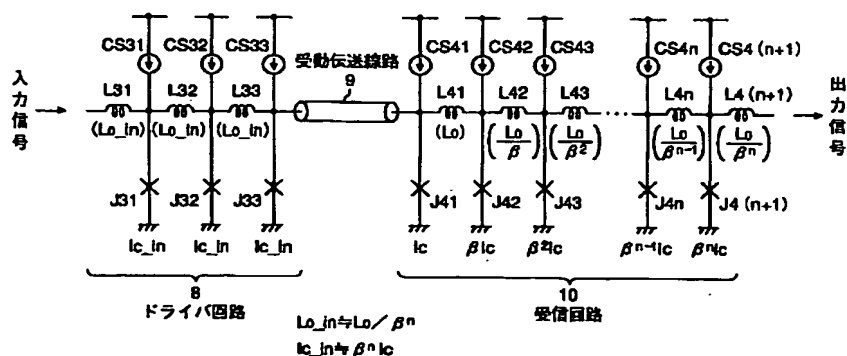 CS31 CS32 CS33 受動伝送線路 CS41 CS42 CS43 CS4n CS4(n+1)
入力信号 L31 L32 L33 9 L41 L42 L43 L4n L4(n+1) 出力信号
(Lo_in) (Lo_in) (Lo_in) (Lo) (Lo/β) (Lo/β²) ‥‥ (Lo/βⁿ⁻¹) (Lo/βⁿ)
J31 J32 J33 J41 J42 J43 J4n J4(n+1)
Ic_in Ic_in Ic_in Ic βIc β²Ic βⁿ⁻¹Ic βⁿIc
8 10
ドライバ回路 受信回路
Lo_in≒Lo/βⁿ
Ic_in≒βⁿIc